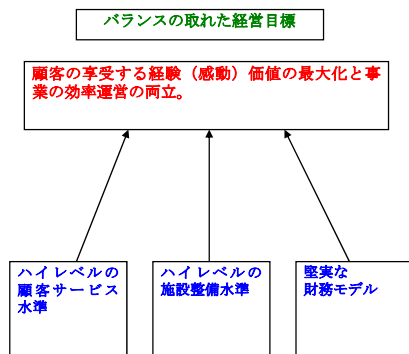 バランスの取れた経営目標
顧客の享受する経験（感動）価値の最大化と事
業の効率運営の両立。
ハイレベルの
顧客サービス
水準
ハイレベルの
施設整備水準
堅実な
財務モデル